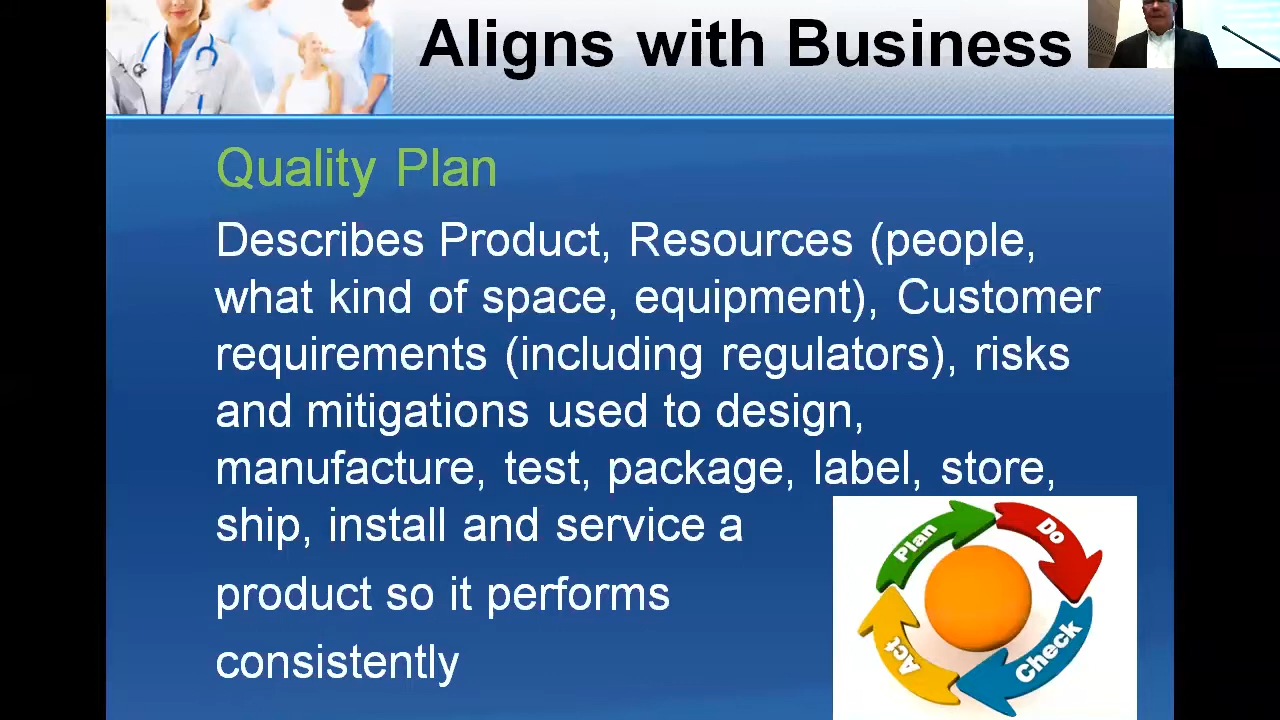 Aligns with Business
Quality Plan
Describes Product, Resources (people,
what kind of space, equipment), Customer
requirements (including regulators), risks
and mitigations used to design,
manufacture, test, package, label, store,
ship, install and service a
product so it performs
consistently
Plan
Do
Check
Act